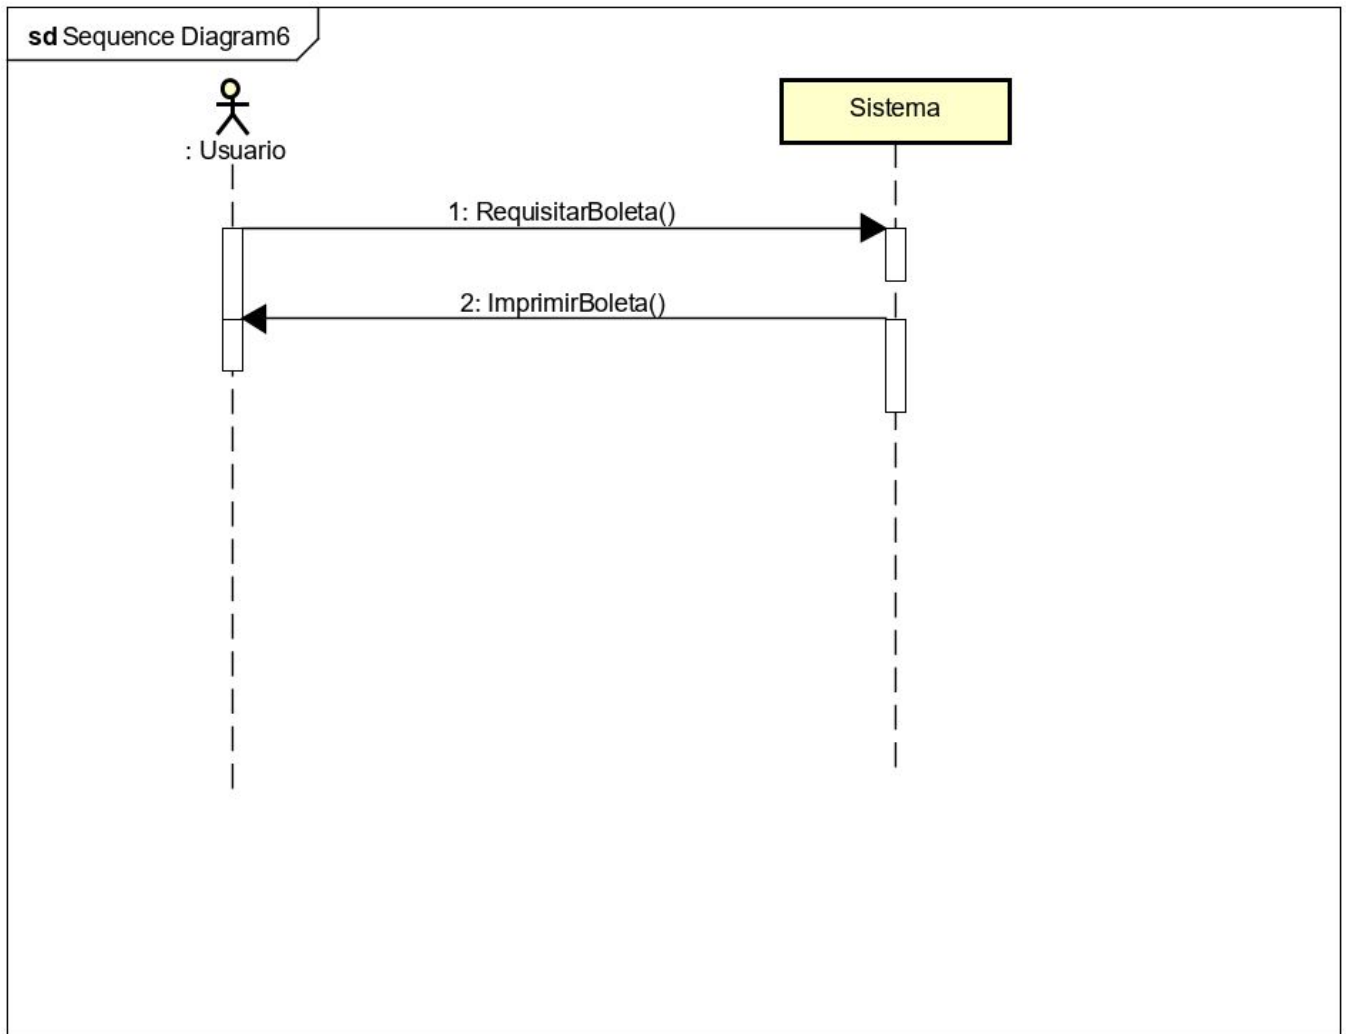 sd Sequence Diagram6
Sistema
: Usuario
1: RequisitarBoleta()
2: ImprimirBoleta()